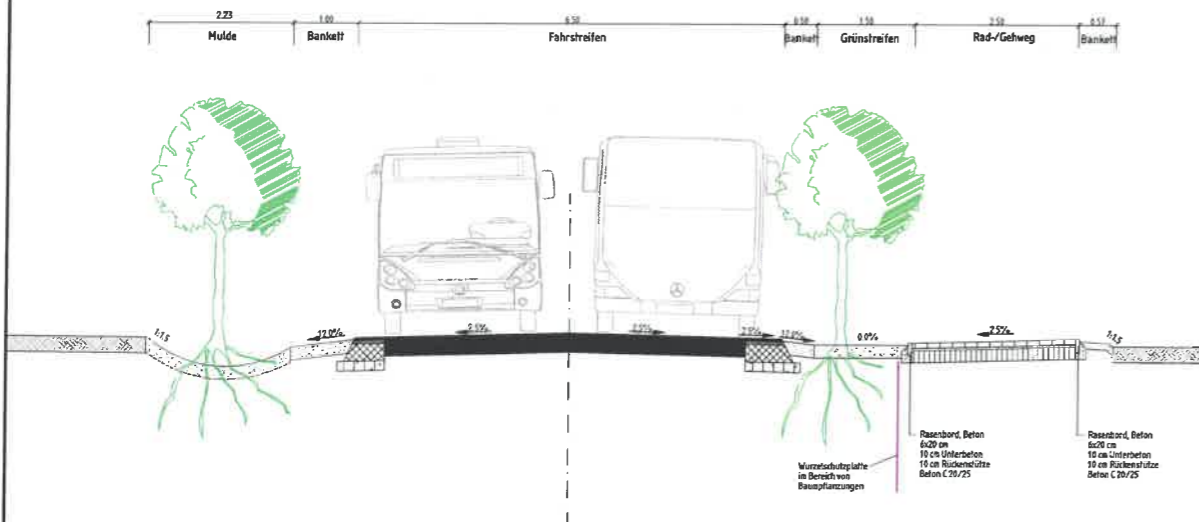 2.23 1.00 6.50 0.50 1.50 2.50 0.57
Mulde Bankett Fahrstreifen Bankett Grünstreifen Rad-/Gehweg Bankett
1:1.5 12.0% 2.5% 2.5% 2.5% 12.0% 0.0% 2.5% 1:1.5
Wurzelschutzplatte
im Bereich von
Baumpflanzungen
Rasenbord, Beton
6x20 cm
10 cm Unterbeton
10 cm Rückenstütze
Beton C 20/25
Rasenbord, Beton
6x20 cm
10 cm Unterbeton
10 cm Rückenstütze
Beton C 20/25